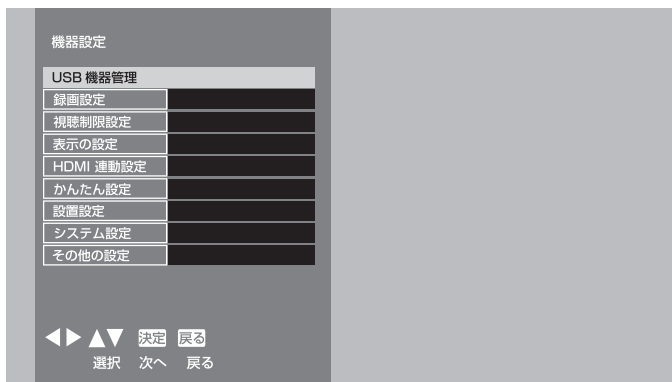 機器設定
USB 機器管理
録画設定
視聴制限設定
表示の設定
HDMI 連動設定
かんたん設定
設置設定
システム設定
その他の設定
◀▶ ▲▼ 決定 戻る
選択 次へ 戻る